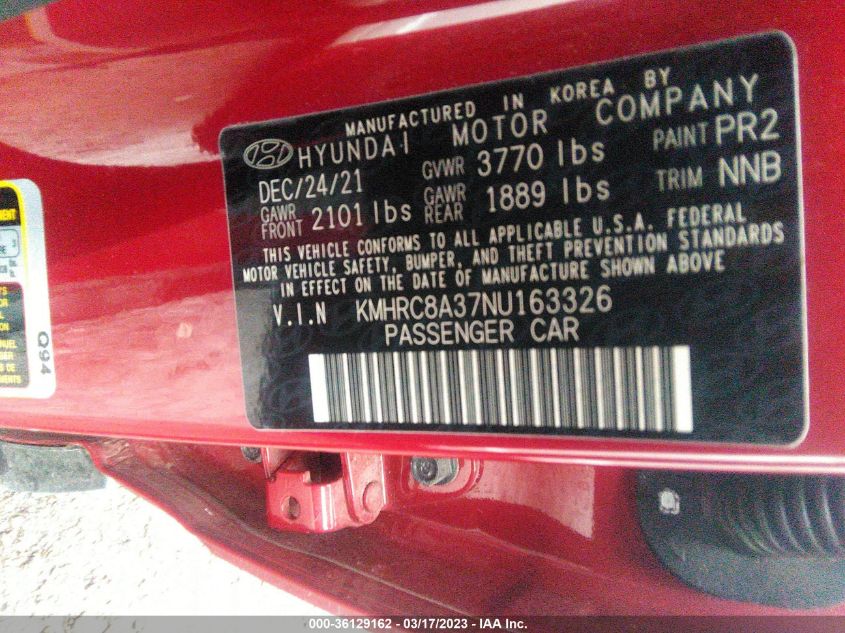 MANUFACTURED IN KOREA BY
HYUNDAI MOTOR COMPANY
DEC/24/21 GVWR 3770 lbs PAINT PR2
GAWR FRONT 2101 lbs GAWR REAR 1889 lbs TRIM NNB
THIS VEHICLE CONFORMS TO ALL APPLICABLE U.S.A. FEDERAL
MOTOR VEHICLE SAFETY, BUMPER, AND THEFT PREVENTION STANDARDS
IN EFFECT ON THE DATE OF MANUFACTURE SHOWN ABOVE
V.I.N KMHRC8A37NU163326
PASSENGER CAR
Q94
000-36129162 - 03/17/2023 - IAA Inc.